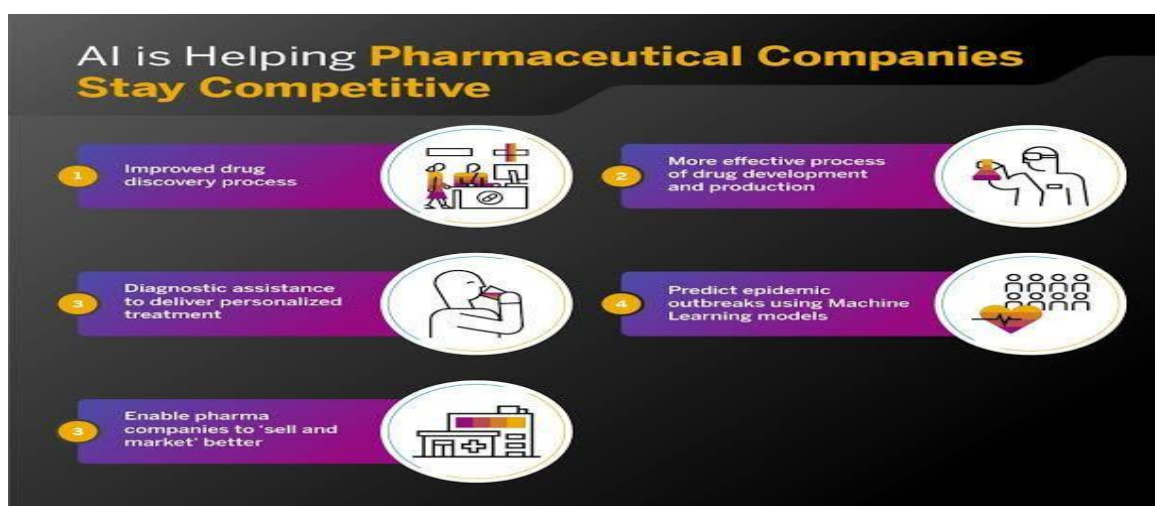 AI is Helping Pharmaceutical Companies
Stay Competitive
1
Improved drug
discovery process
2
More effective process
of drug development
and production
3
Diagnostic assistance
to deliver personalized
treatment
4
Predict epidemic
outbreaks using Machine
Learning models
3
Enable pharma
companies to 'sell and
market' better